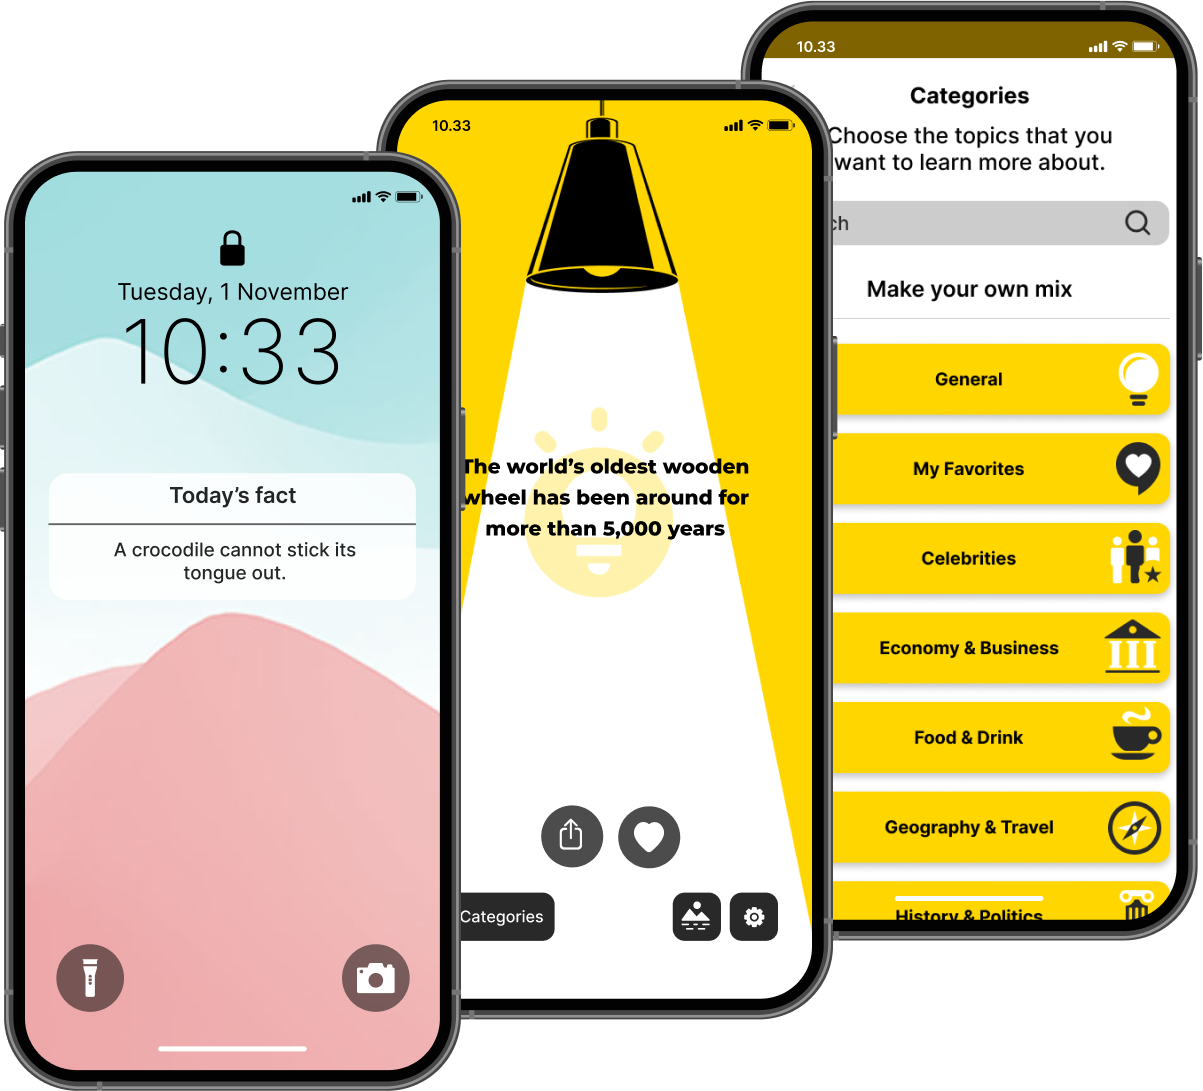 Tuesday, 1 November
10:33
Today's fact
A crocodile cannot stick its
tongue out.
10.33
The world's oldest wooden
wheel has been around for
more than 5,000 years
Categories
10.33
Categories
Choose the topics that you
want to learn more about.
ch
Make your own mix
General
My Favorites
Celebrities
Economy & Business
Food & Drink
Geography & Travel
History & Politics